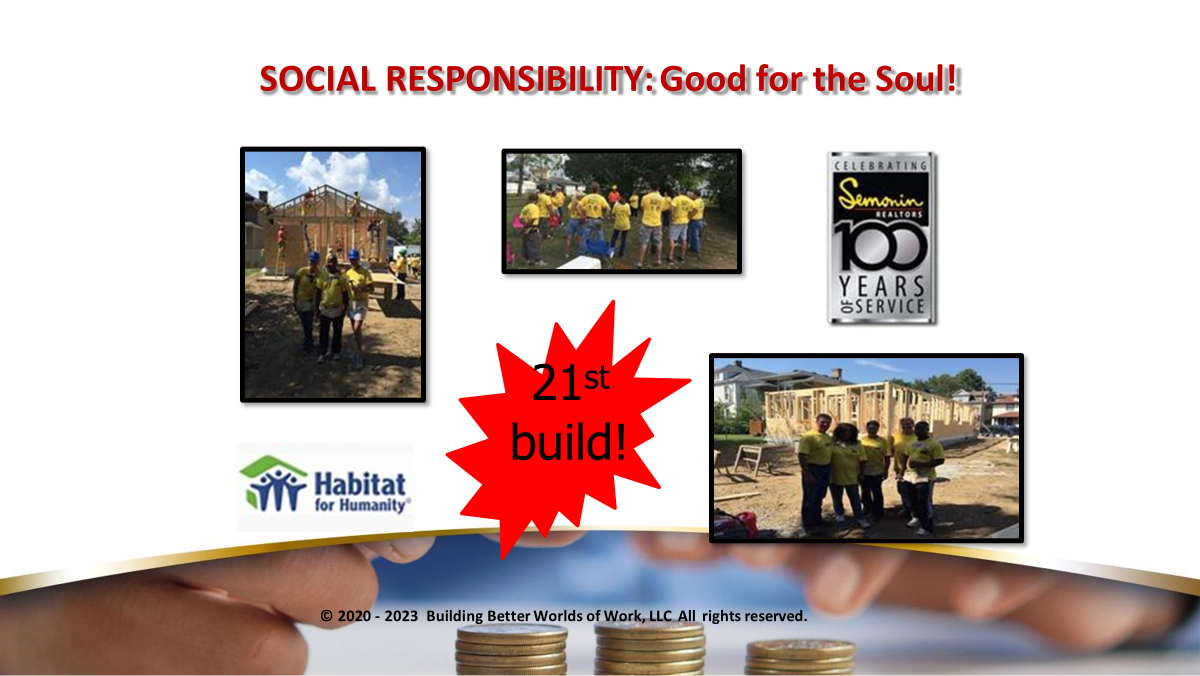 SOCIAL RESPONSIBILITY: Good for the Soul!
CELEBRATING
Semonin
REALTORS
100
YEARS
OF SERVICE
21st
build!
Habitat
for Humanity®
© 2020 - 2023 Building Better Worlds of Work, LLC All rights reserved.